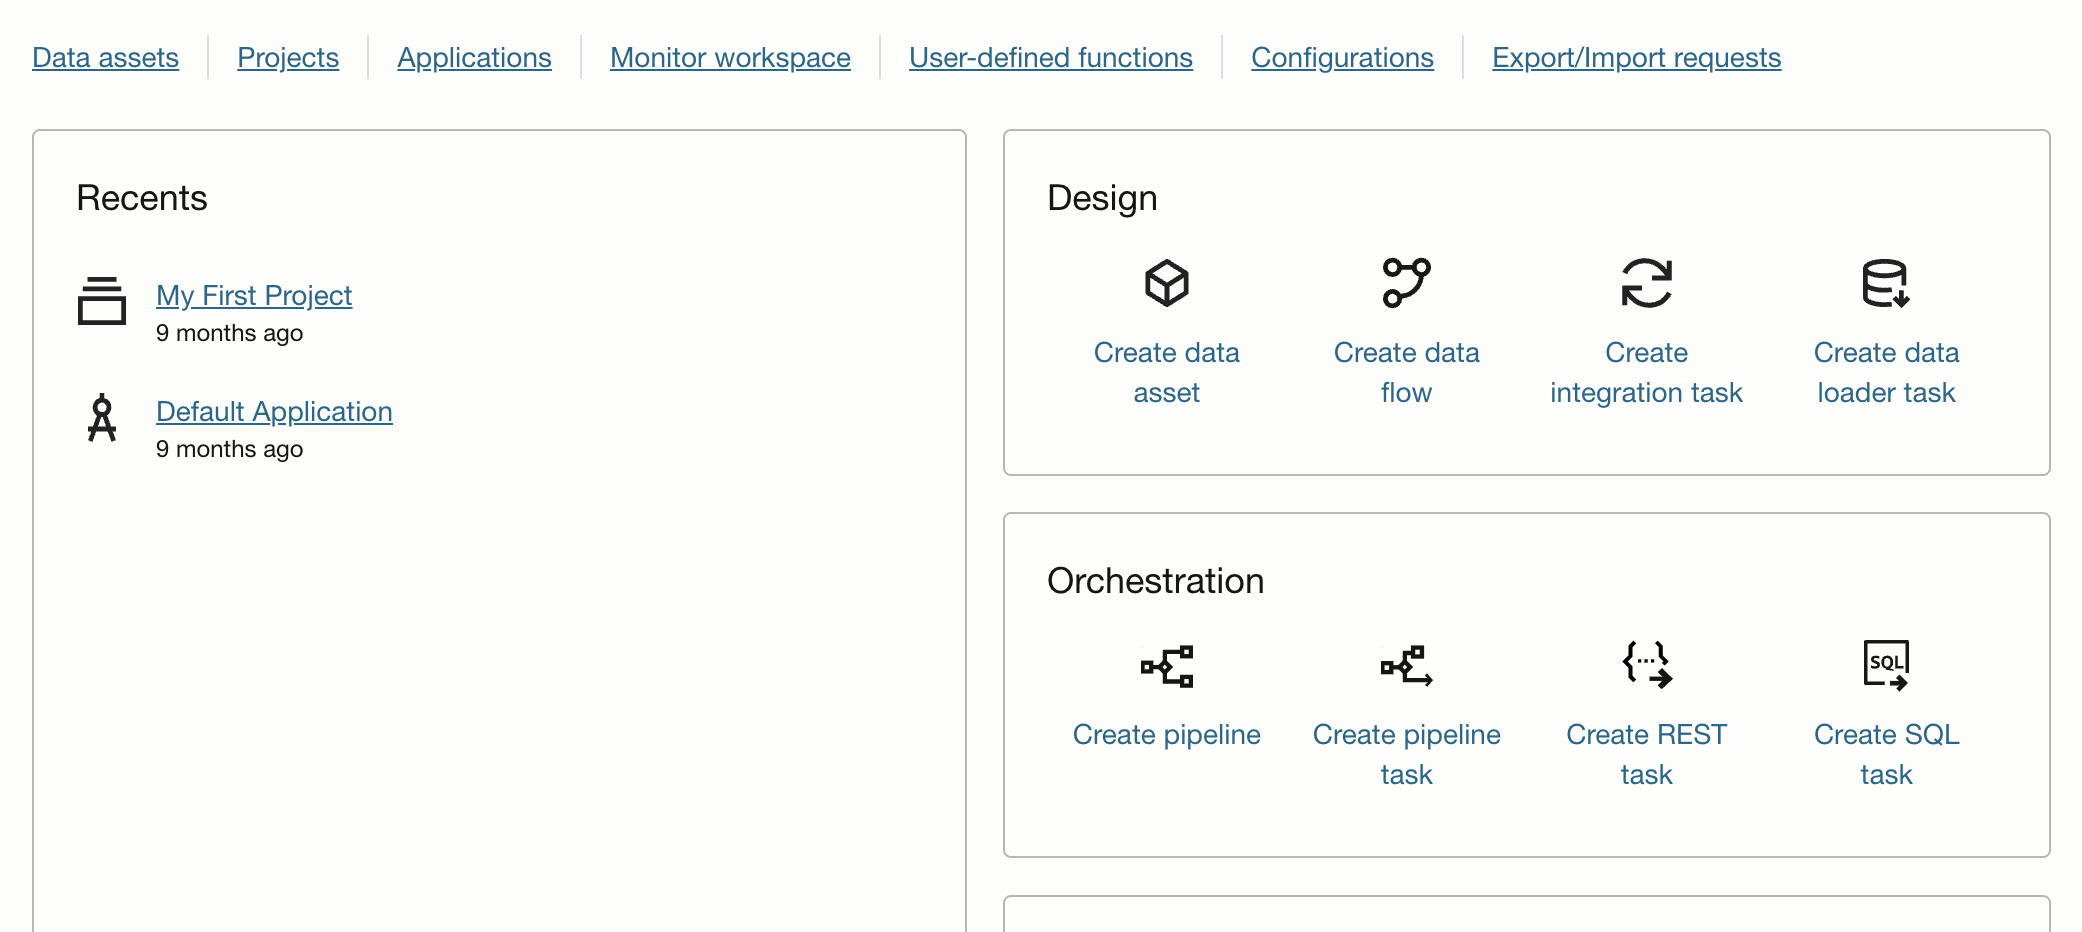 Data assets Projects Applications Monitor workspace User-defined functions Configurations Export/Import requests
Recents
My First Project
9 months ago
Default Application
9 months ago
Design
Create data asset
Create data flow
Create integration task
Create data loader task
Orchestration
SQL
Create pipeline
Create pipeline task
Create REST task
Create SQL task